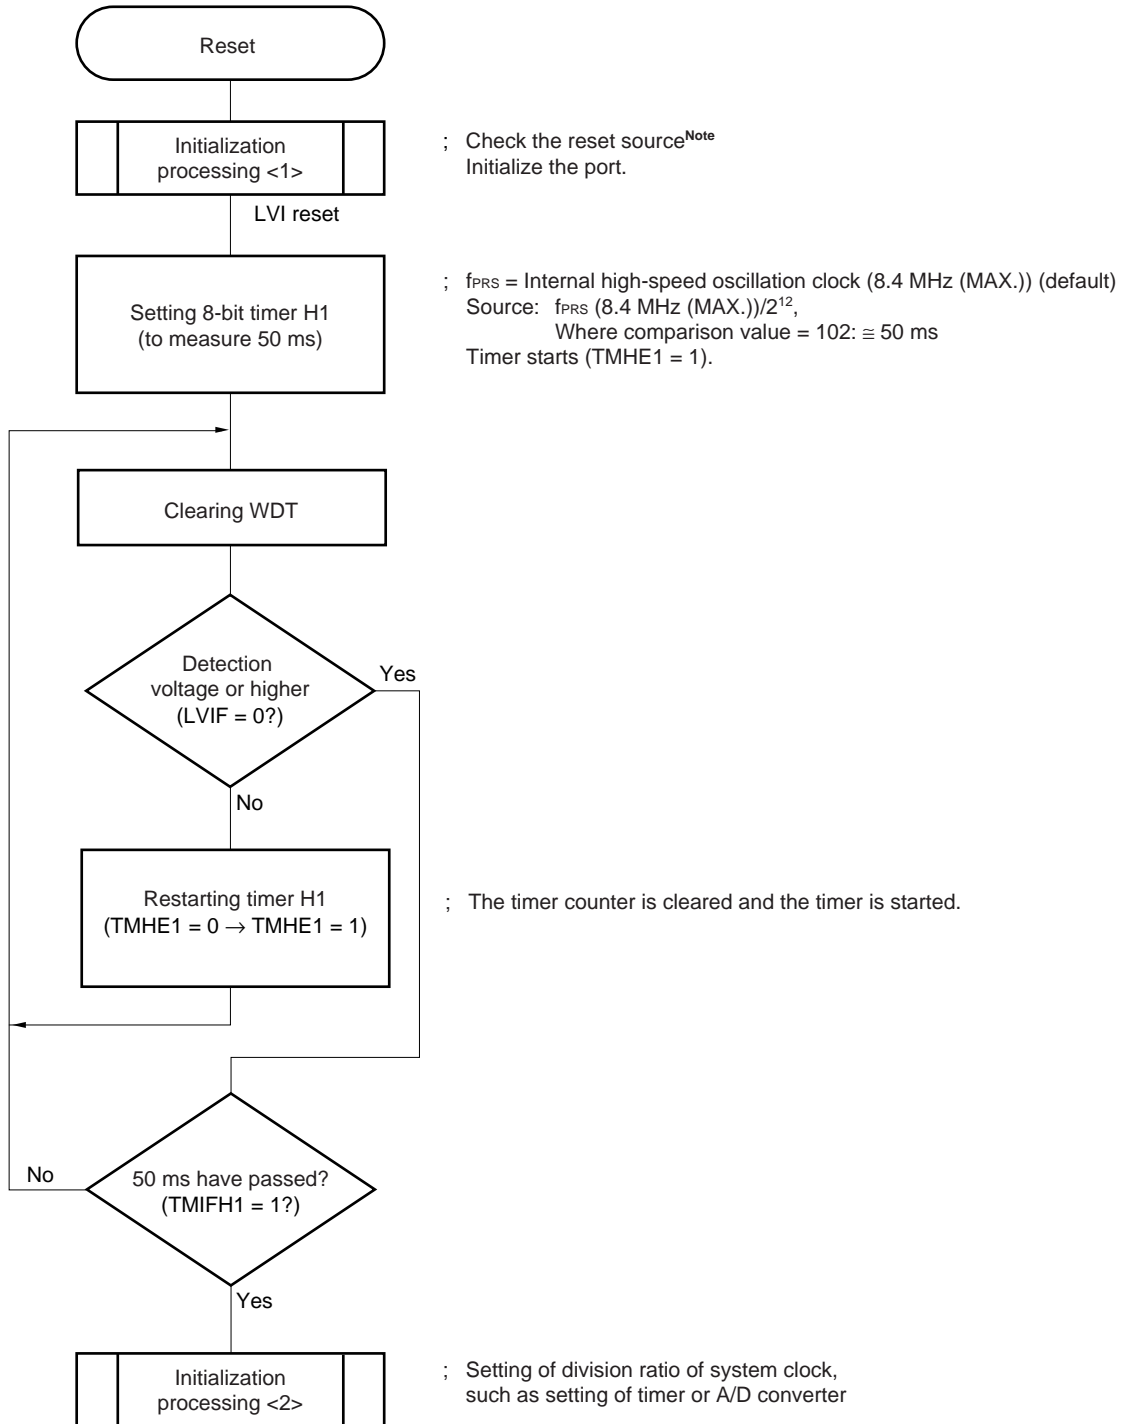 Reset
Initialization
processing <1>
; Check the reset sourceNote
Initialize the port.
LVI reset
Setting 8-bit timer H1
(to measure 50 ms)
; fPRS = Internal high-speed oscillation clock (8.4 MHz (MAX.)) (default)
Source: fPRS (8.4 MHz (MAX.))/2¹²,
Where comparison value = 102: ≅ 50 ms
Timer starts (TMHE1 = 1).
Clearing WDT
Detection
voltage or higher
(LVIF = 0?)
Yes
No
Restarting timer H1
(TMHE1 = 0 → TMHE1 = 1)
; The timer counter is cleared and the timer is started.
No
50 ms have passed?
(TMIFH1 = 1?)
Yes
Initialization
processing <2>
; Setting of division ratio of system clock,
such as setting of timer or A/D converter